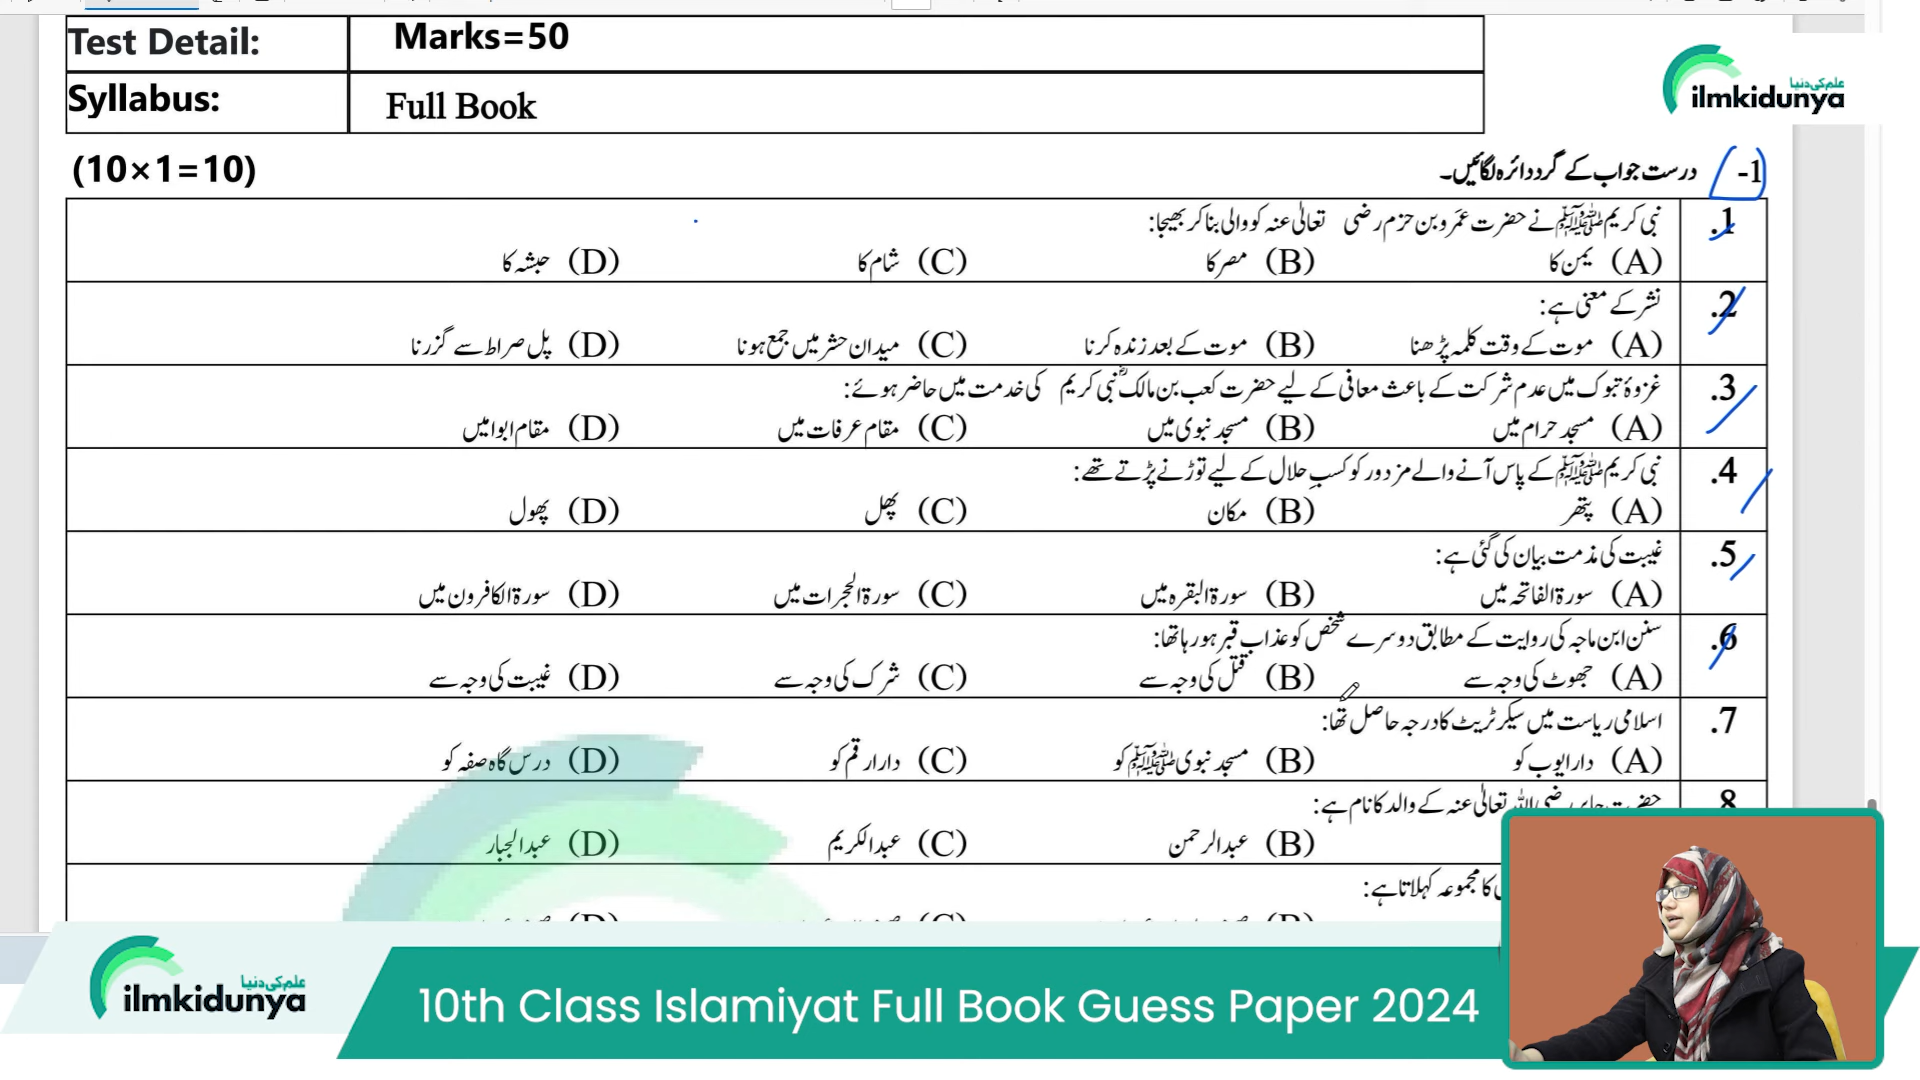 Test Detail: Marks=50
Syllabus: Full Book
علم کی دنیا
ilmkidunya
(10×1=10) درست جواب کے گرد دائرہ لگائیں۔ -1
.1 نبی کریم ﷺ نے حضرت عمرو بن حزم رضی تعالیٰ عنہ کو والی بنا کر بھیجا:
(A) یمن کا (B) مصر کا (C) شام کا (D) حبشہ کا
.2 نشر کے معنی ہے:
(A) موت کے وقت کلمہ پڑھنا (B) موت کے بعد زندہ کرنا (C) میدان حشر میں جمع ہونا (D) پل صراط سے گزرنا
.3 غزوۂ تبوک میں عدم شرکت کے باعث معافی کے لیے حضرت کعب بن مالکؓ نبی کریم کی خدمت میں حاضر ہوئے:
(A) مسجد حرام میں (B) مسجد نبوی میں (C) مقام عرفات میں (D) مقام ابوا میں
.4 نبی کریم ﷺ کے پاس آنے والے مزدور کو کسبِ حلال کے لیے توڑنے پڑتے تھے:
(A) پتھر (B) مکان (C) پھل (D) پھول
.5 غیبت کی مذمت بیان کی گئی ہے:
(A) سورۃ الفاتحہ میں (B) سورۃ البقرہ میں (C) سورۃ الحجرات میں (D) سورۃ الکافرون میں
.6 سنن ابن ماجہ کی روایت کے مطابق دوسرے شخص کو عذاب قبر ہو رہا تھا:
(A) جھوٹ کی وجہ سے (B) قتل کی وجہ سے (C) شرک کی وجہ سے (D) غیبت کی وجہ سے
.7 اسلامی ریاست میں سیکرٹریٹ کا درجہ حاصل تھا:
(A) دار ایوب کو (B) مسجد نبوی ﷺ کو (C) دار ارقم کو (D) درس گاہ صفہ کو
.8 حضرت جابر رضی اللہ تعالیٰ عنہ کے والد کا نام ہے:
(B) عبدالرحمن (C) عبدالکریم (D) عبدالجبار
کا مجموعہ کہلاتا ہے:
(B) (C) (D)
علم کی دنیا
ilmkidunya
10th Class Islamiyat Full Book Guess Paper 2024